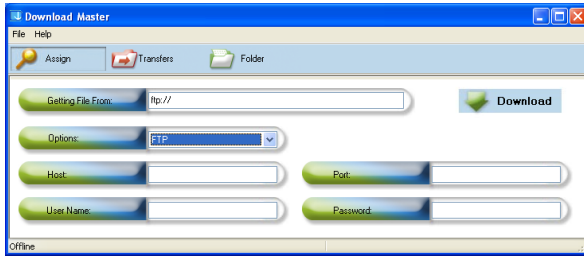 Download Master
File Help
Assign Transfers Folder
Getting File From: ftp://
Download
Options: FTP
Host: Port:
User Name: Password:
Offline